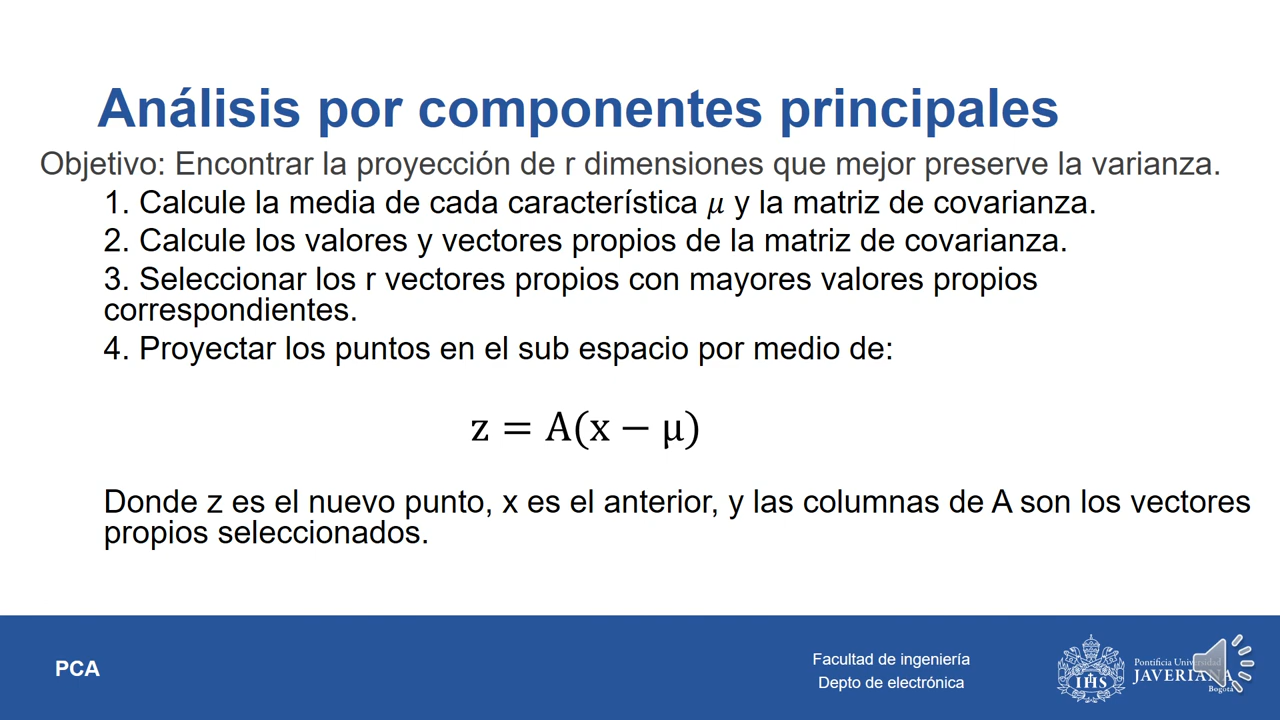 Análisis por componentes principales
Objetivo: Encontrar la proyección de r dimensiones que mejor preserve la varianza.
1. Calcule la media de cada característica 𝜇 y la matriz de covarianza.
2. Calcule los valores y vectores propios de la matriz de covarianza.
3. Seleccionar los r vectores propios con mayores valores propios
correspondientes.
4. Proyectar los puntos en el sub espacio por medio de:
z = A(x − μ)
Donde z es el nuevo punto, x es el anterior, y las columnas de A son los vectores
propios seleccionados.
PCA
Facultad de ingeniería
Depto de electrónica
IHS
Pontificia Universidad
JAVERIANA
Bogotá